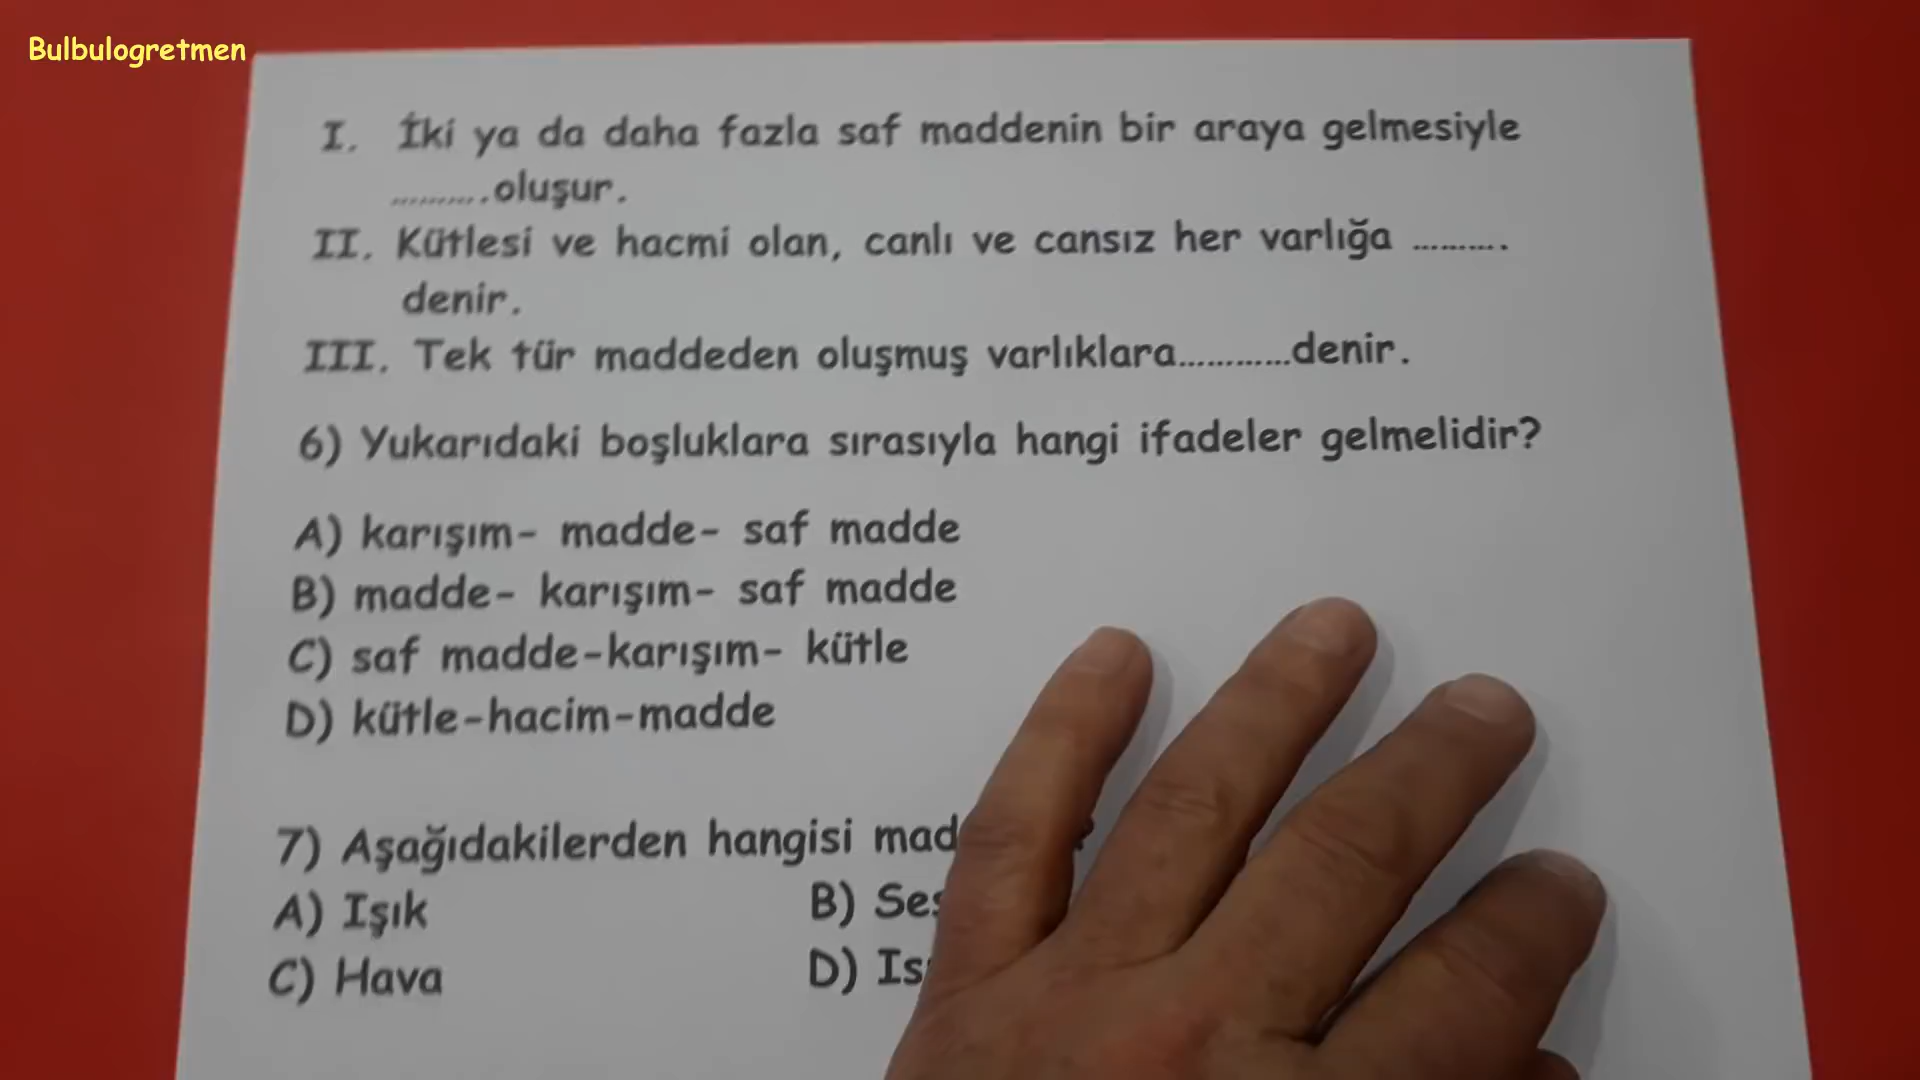 Bulbulogretmen
I. İki ya da daha fazla saf maddenin bir araya gelmesiyle
..........oluşur.
II. Kütlesi ve hacmi olan, canlı ve cansız her varlığa ..........
denir.
III. Tek tür maddeden oluşmuş varlıklara............denir.
6) Yukarıdaki boşluklara sırasıyla hangi ifadeler gelmelidir?
A) karışım- madde- saf madde
B) madde- karışım- saf madde
C) saf madde-karışım- kütle
D) kütle-hacim-madde
7) Aşağıdakilerden hangisi
A) Işık
B)
C) Hava
D)